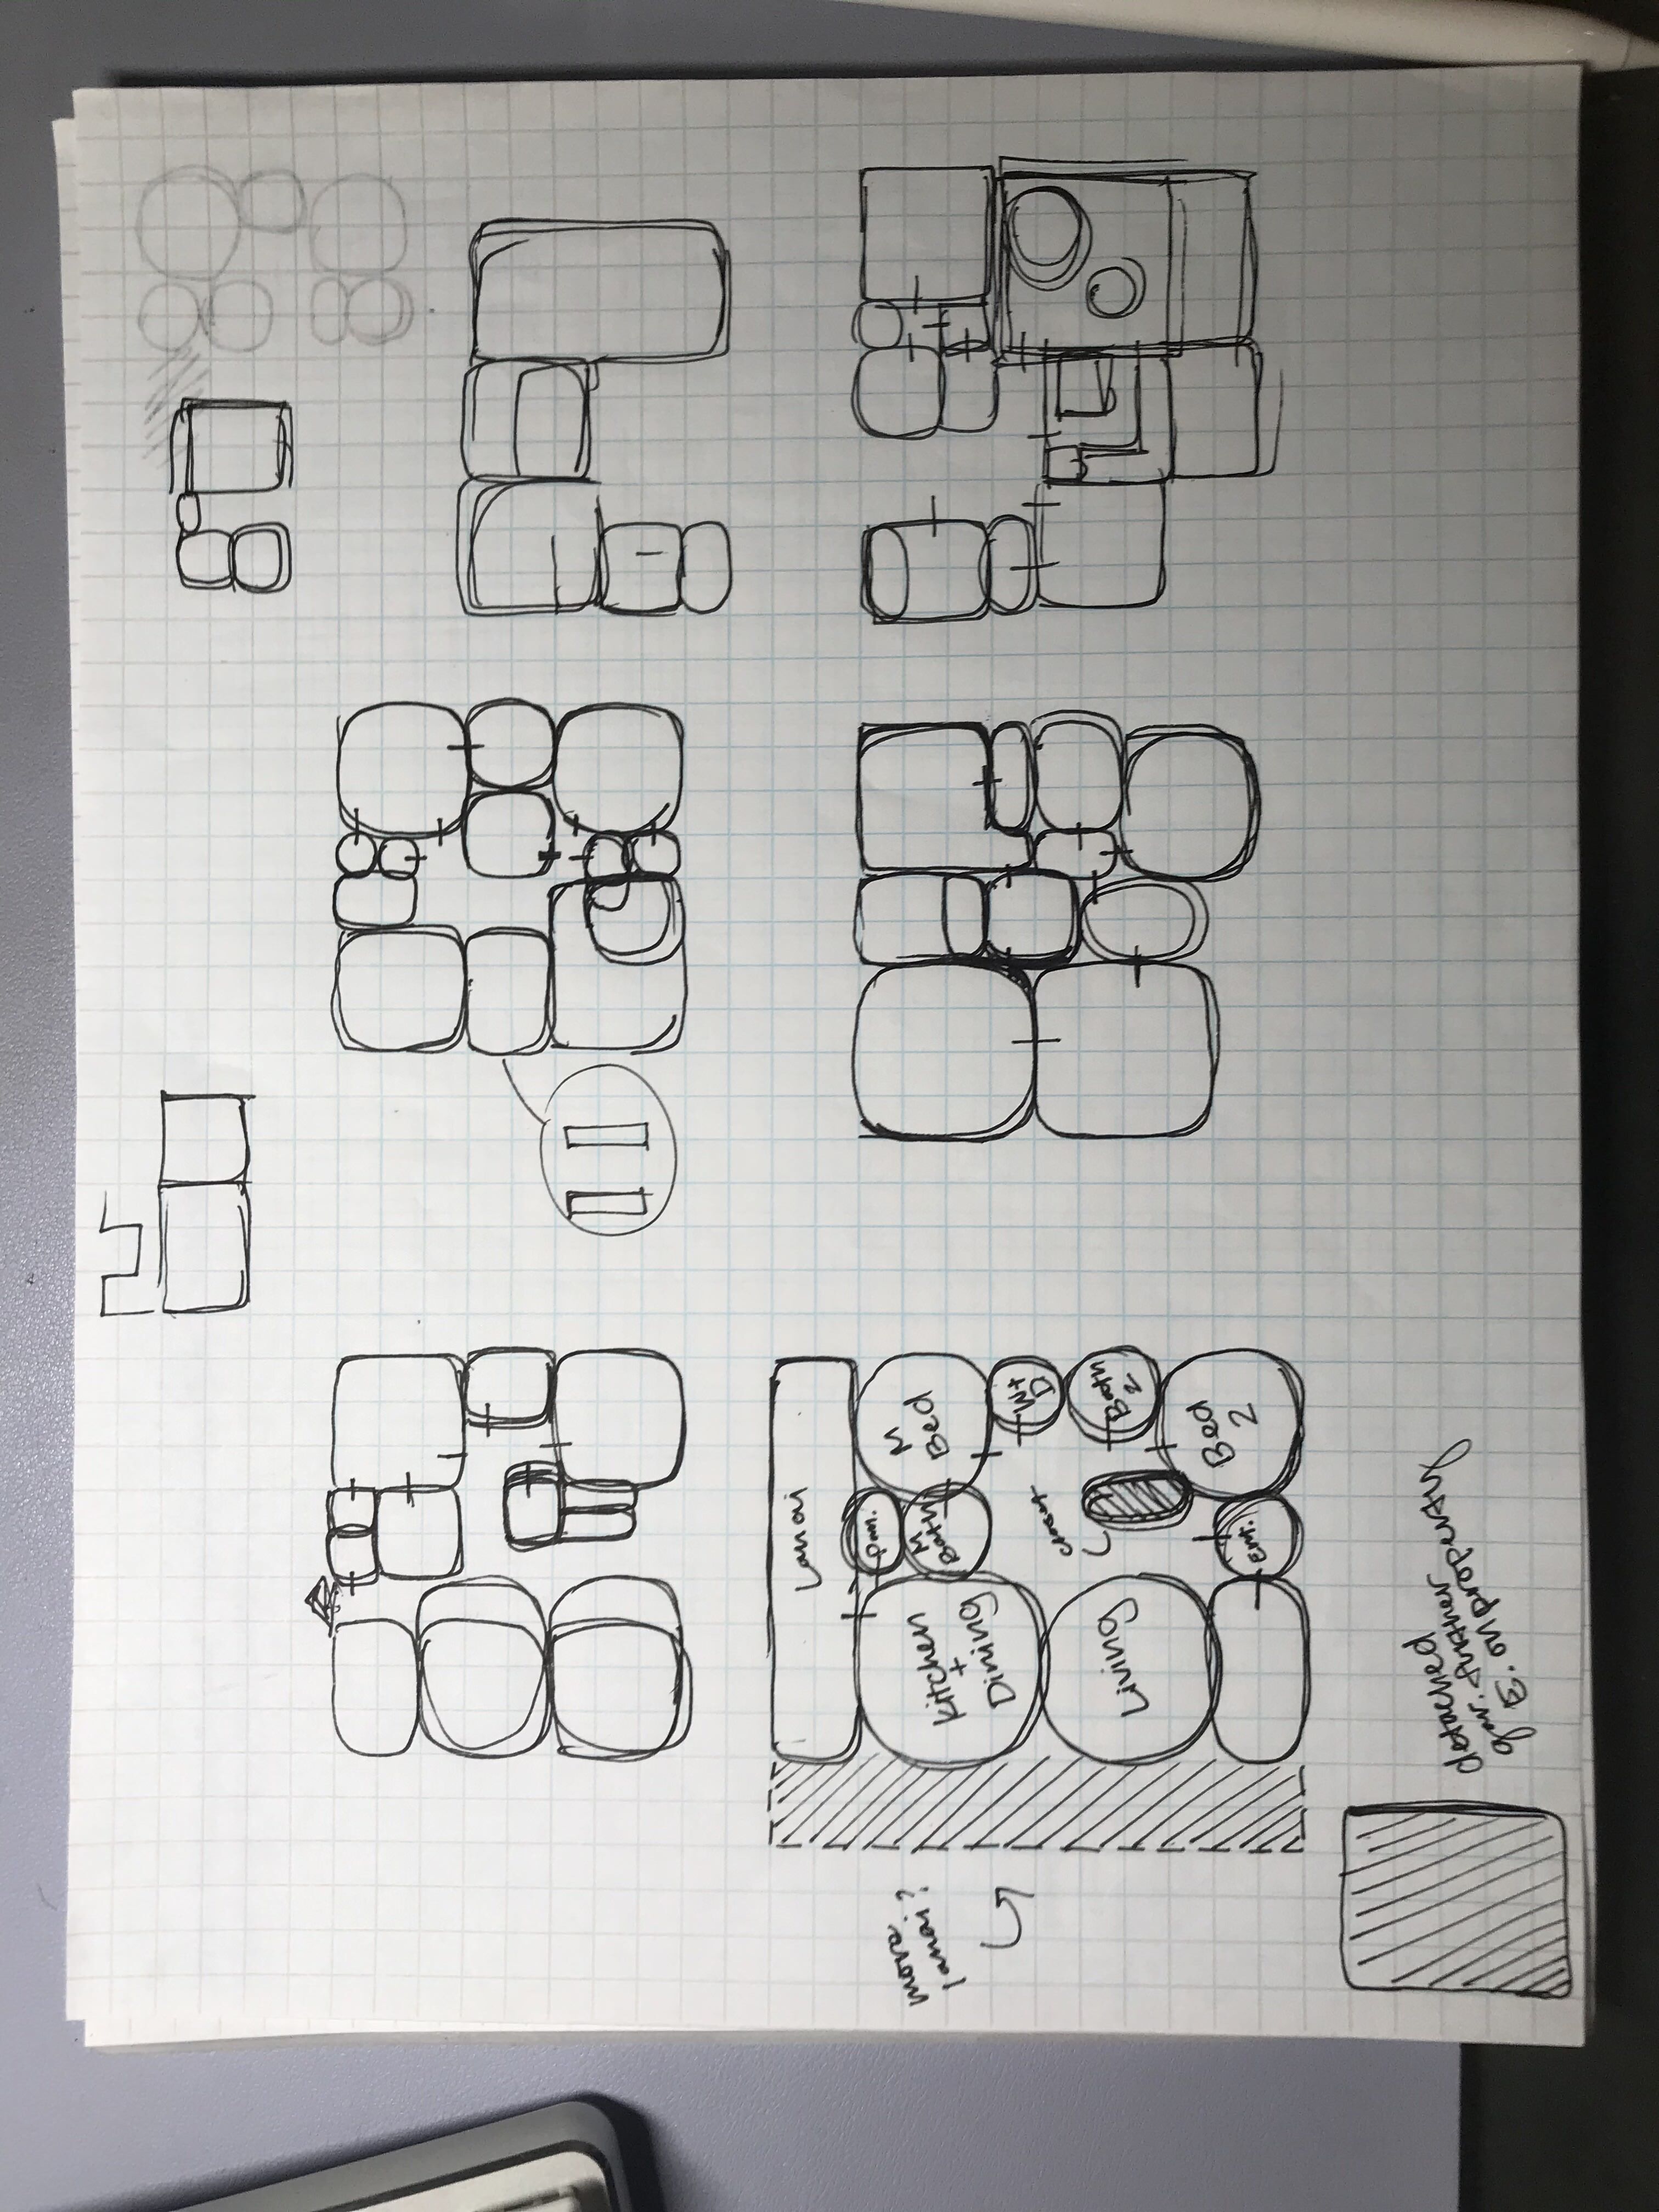 Lanai
Pan.
M
Bath
M
Bed
Kitchen
+
Dining
more
lanai?
W+
D
closet
Bath
2
Living
Bed
2
Ent.
detached
gar. further
E. on property